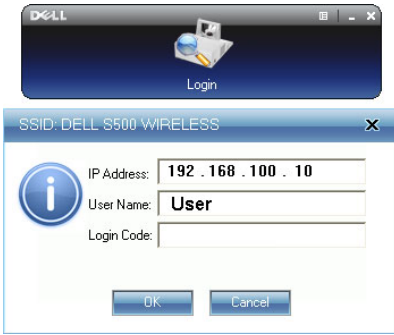 DELL
Login
SSID: DELL S500 WIRELESS
IP Address: 192 . 168 . 100 . 10
User Name: User
Login Code:
OK Cancel